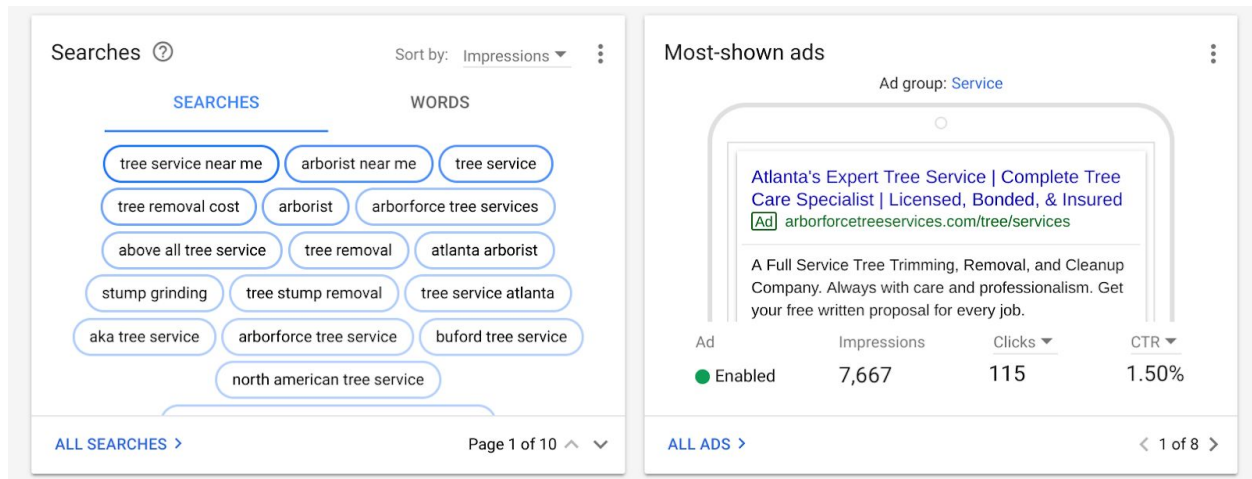 Searches
Sort by: Impressions
SEARCHES WORDS
tree service near me arborist near me tree service
tree removal cost arborist arborforce tree services
above all tree service tree removal atlanta arborist
stump grinding tree stump removal tree service atlanta
aka tree service arborforce tree service buford tree service
north american tree service
ALL SEARCHES
Page 1 of 10
Most-shown ads
Ad group: Service
Atlanta's Expert Tree Service | Complete Tree
Care Specialist | Licensed, Bonded, & Insured
Ad arborforcetreeservices.com/tree/services
A Full Service Tree Trimming, Removal, and Cleanup
Company. Always with care and professionalism. Get
your free written proposal for every job.
Ad Impressions Clicks CTR
Enabled 7,667 115 1.50%
ALL ADS
1 of 8